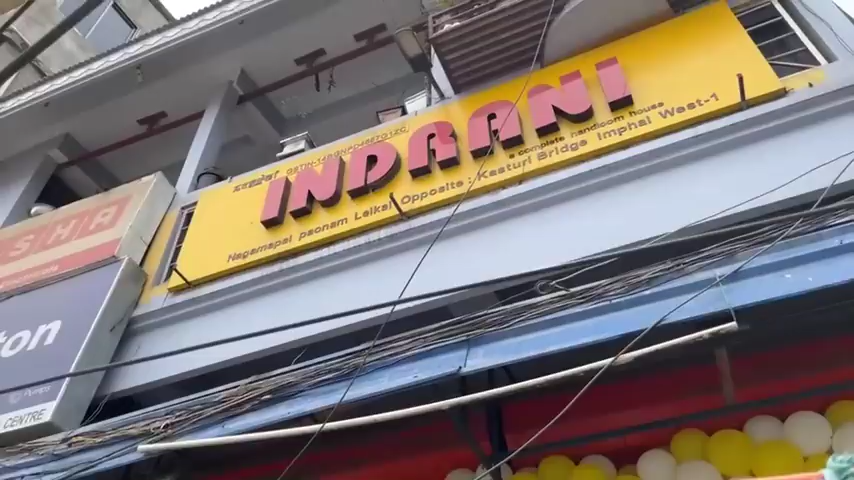 INDRANI
a complete handloom house
Nagamapal paonam Leikai Opposite : Kasturi Bridge Imphal West-1
SHA
ton
CENTRE